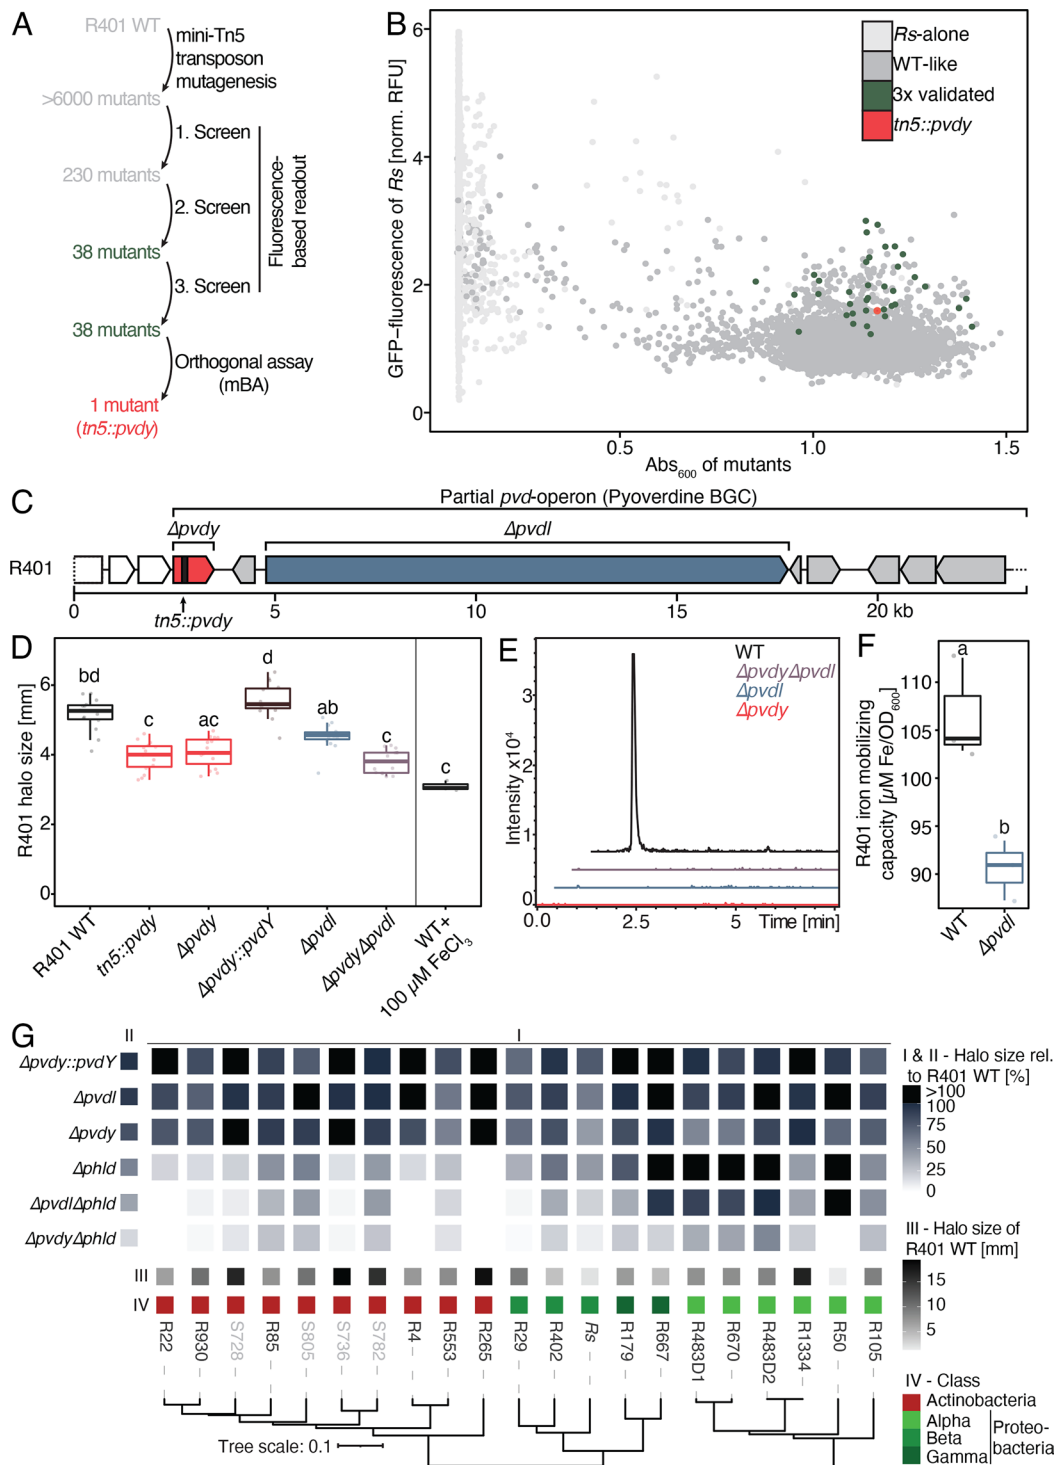 A
R401 WT
mini-Tn5
transposon
mutagenesis
>6000 mutants
1. Screen
230 mutants
2. Screen
38 mutants
3. Screen
38 mutants
Fluorescence-
based readout
Orthogonal assay
(mBA)
1 mutant
(tn5::pvdy)
B
GFP–fluorescence of Rs [norm. RFU]
6
4
2
0
0.5
1.0
1.5
Abs600 of mutants
Rs-alone
WT-like
3x validated
tn5::pvdy
C
Partial pvd-operon (Pyoverdine BGC)
Δpvdy
ΔpvdI
R401
0
5
10
15
20 kb
tn5::pvdy
D
R401 halo size [mm]
6
4
2
0
bd
c
ac
d
ab
c
c
R401 WT
tn5::pvdy
Δpvdy
Δpvdy::pvdY
ΔpvdI
ΔpvdyΔpvdI
WT+
100 µM FeCl3
E
Intensity x10⁴
3
2
1
0
0.0
2.5
5
Time [min]
WT
ΔpvdyΔpvdI
ΔpvdI
Δpvdy
F
R401 iron mobilizing
capacity [µM Fe/OD600]
110
105
100
95
90
a
b
WT
ΔpvdI
G
II
I
Δpvdy::pvdY
ΔpvdI
Δpvdy
Δphld
ΔpvdIΔphld
ΔpvdyΔphld
III
IV
R22
R930
S728
R85
S805
S736
S782
R4
R553
R265
R29
R402
Rs
R179
R667
R483D1
R670
R483D2
R1334
R50
R105
Tree scale: 0.1
I & II - Halo size rel.
to R401 WT [%]
>100
100
75
50
25
0
III - Halo size of
R401 WT [mm]
15
10
5
IV - Class
Actinobacteria
Alpha
Beta
Gamma
Proteo-
bacteria